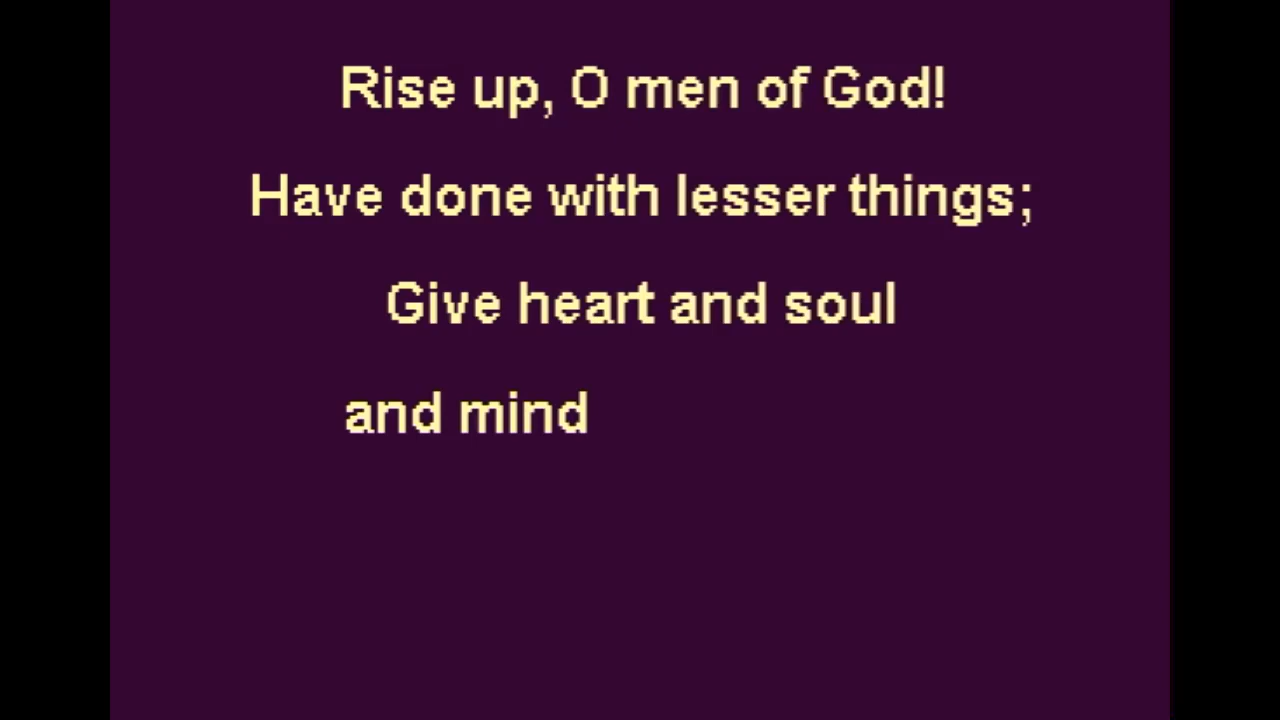 Rise up, O men of God!
Have done with lesser things;
Give heart and soul
and mind